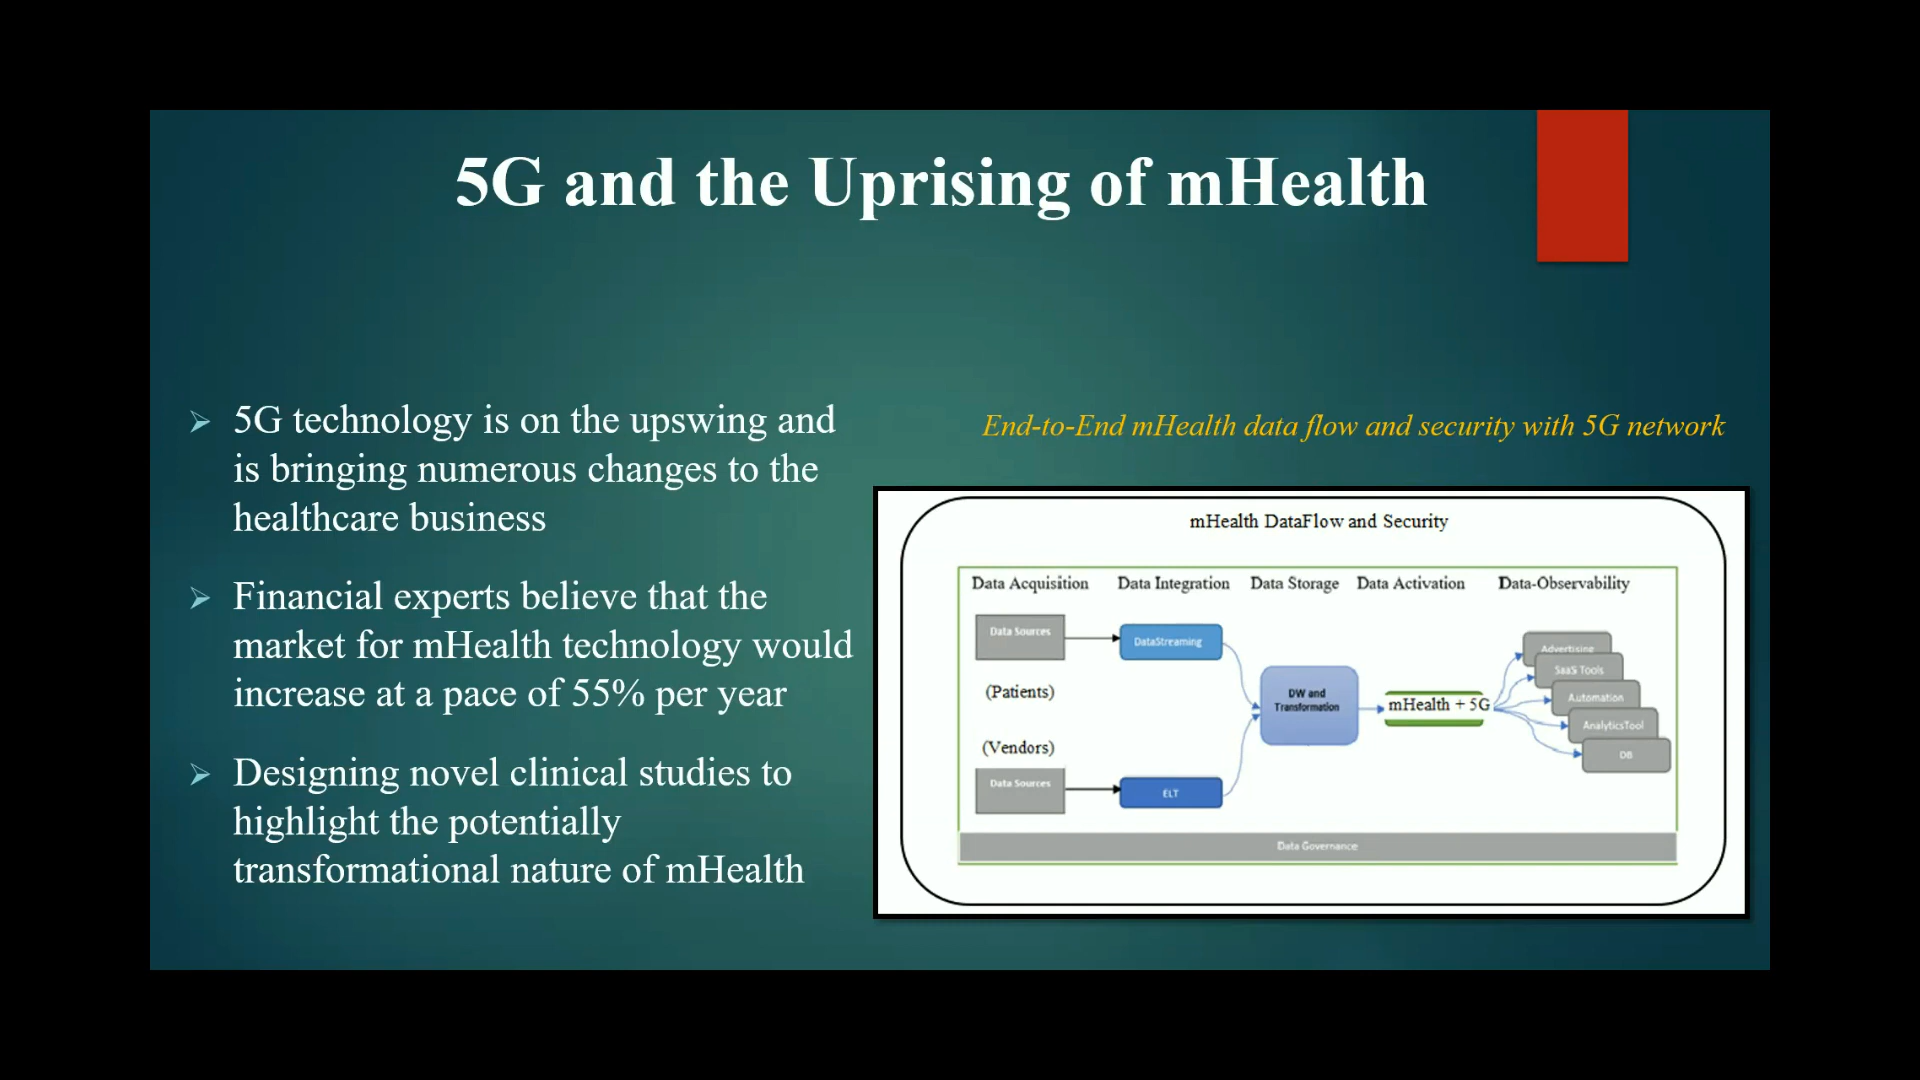 5G and the Uprising of mHealth
5G technology is on the upswing and
is bringing numerous changes to the
healthcare business
Financial experts believe that the
market for mHealth technology would
increase at a pace of 55% per year
Designing novel clinical studies to
highlight the potentially
transformational nature of mHealth
End-to-End mHealth data flow and security with 5G network
mHealth DataFlow and Security
Data Acquisition
Data Integration
Data Storage
Data Activation
Data-Observability
Data Sources
(Patients)
(Vendors)
Data Sources
DataStreaming
ELT
DW and
Transformation
mHealth + 5G
Advertising
SaaS Tools
Automation
AnalyticsTool
DB
Data Governance